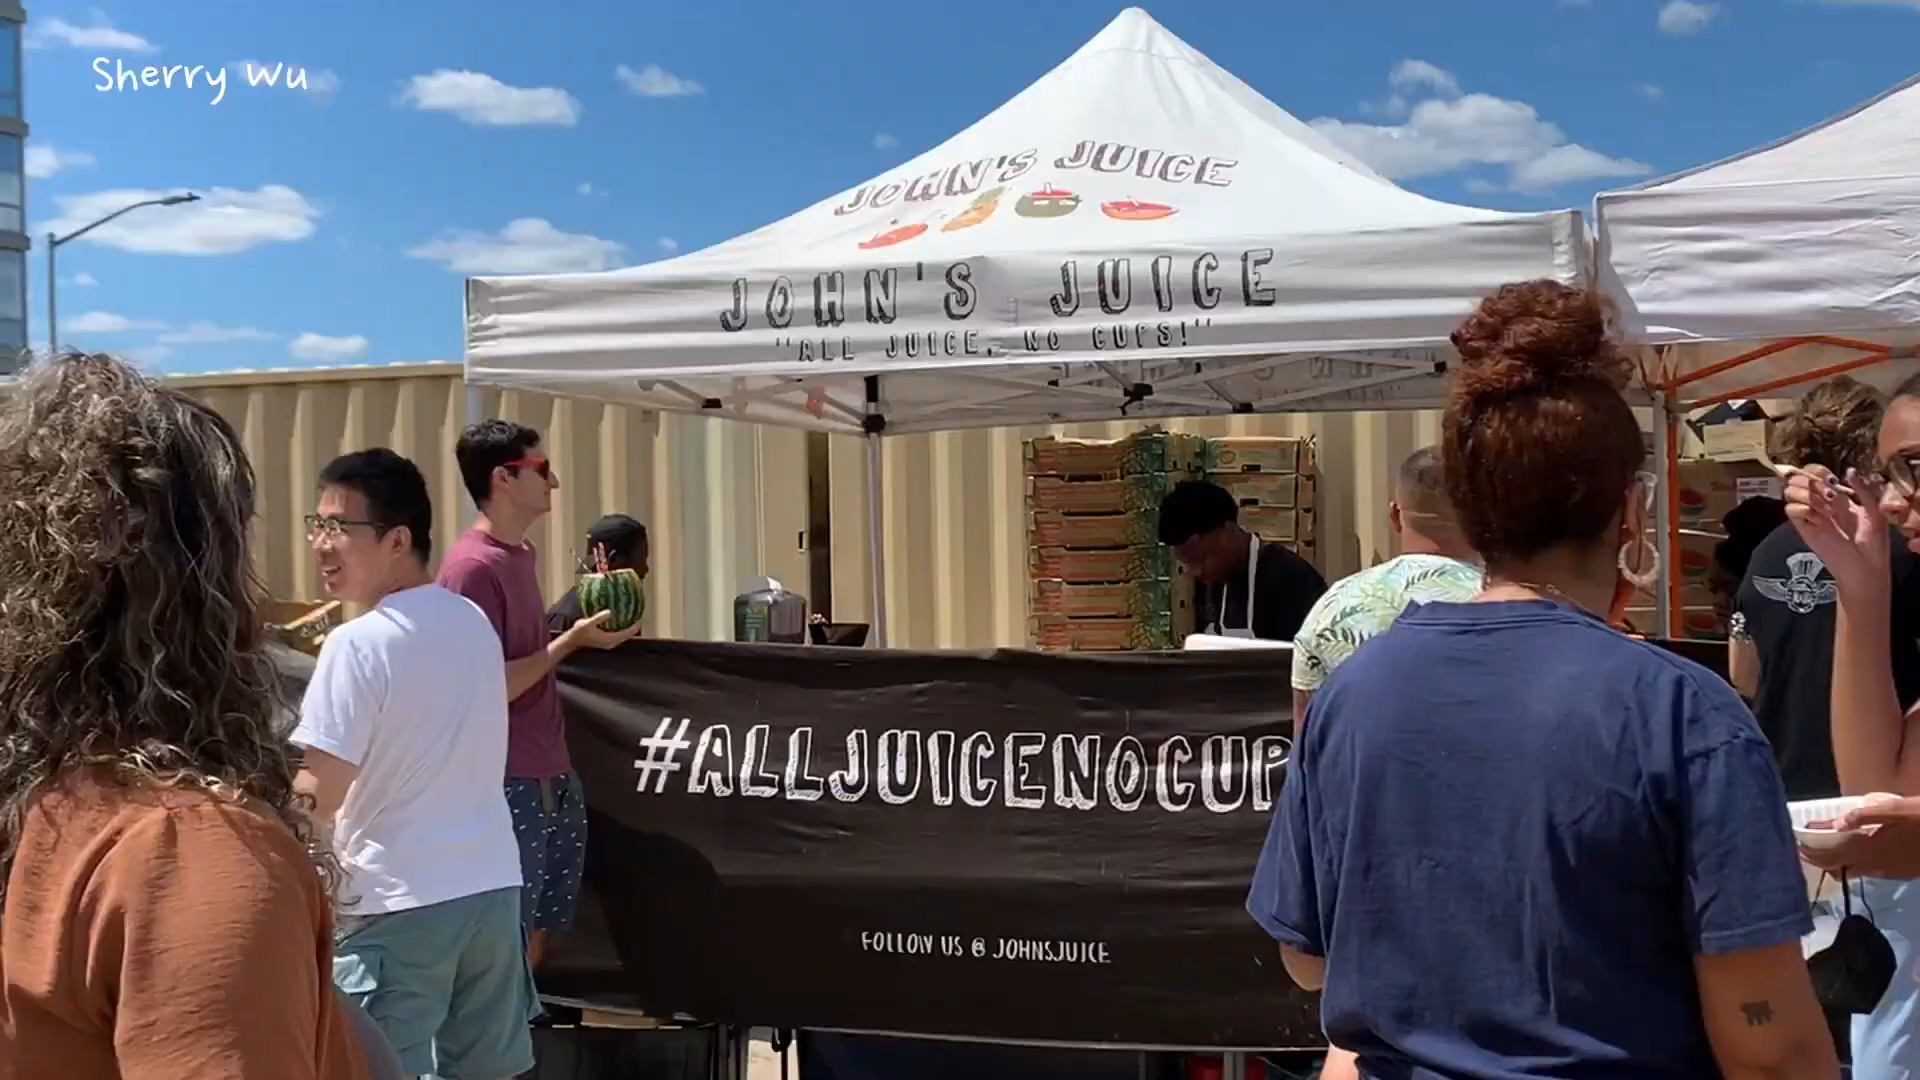 Sherry Wu
JOHN'S JUICE
JOHN'S JUICE
"ALL JUICE, NO CUPS!"
#ALLJUICENOCUP
FOLLOW US @ JOHNSJUICE